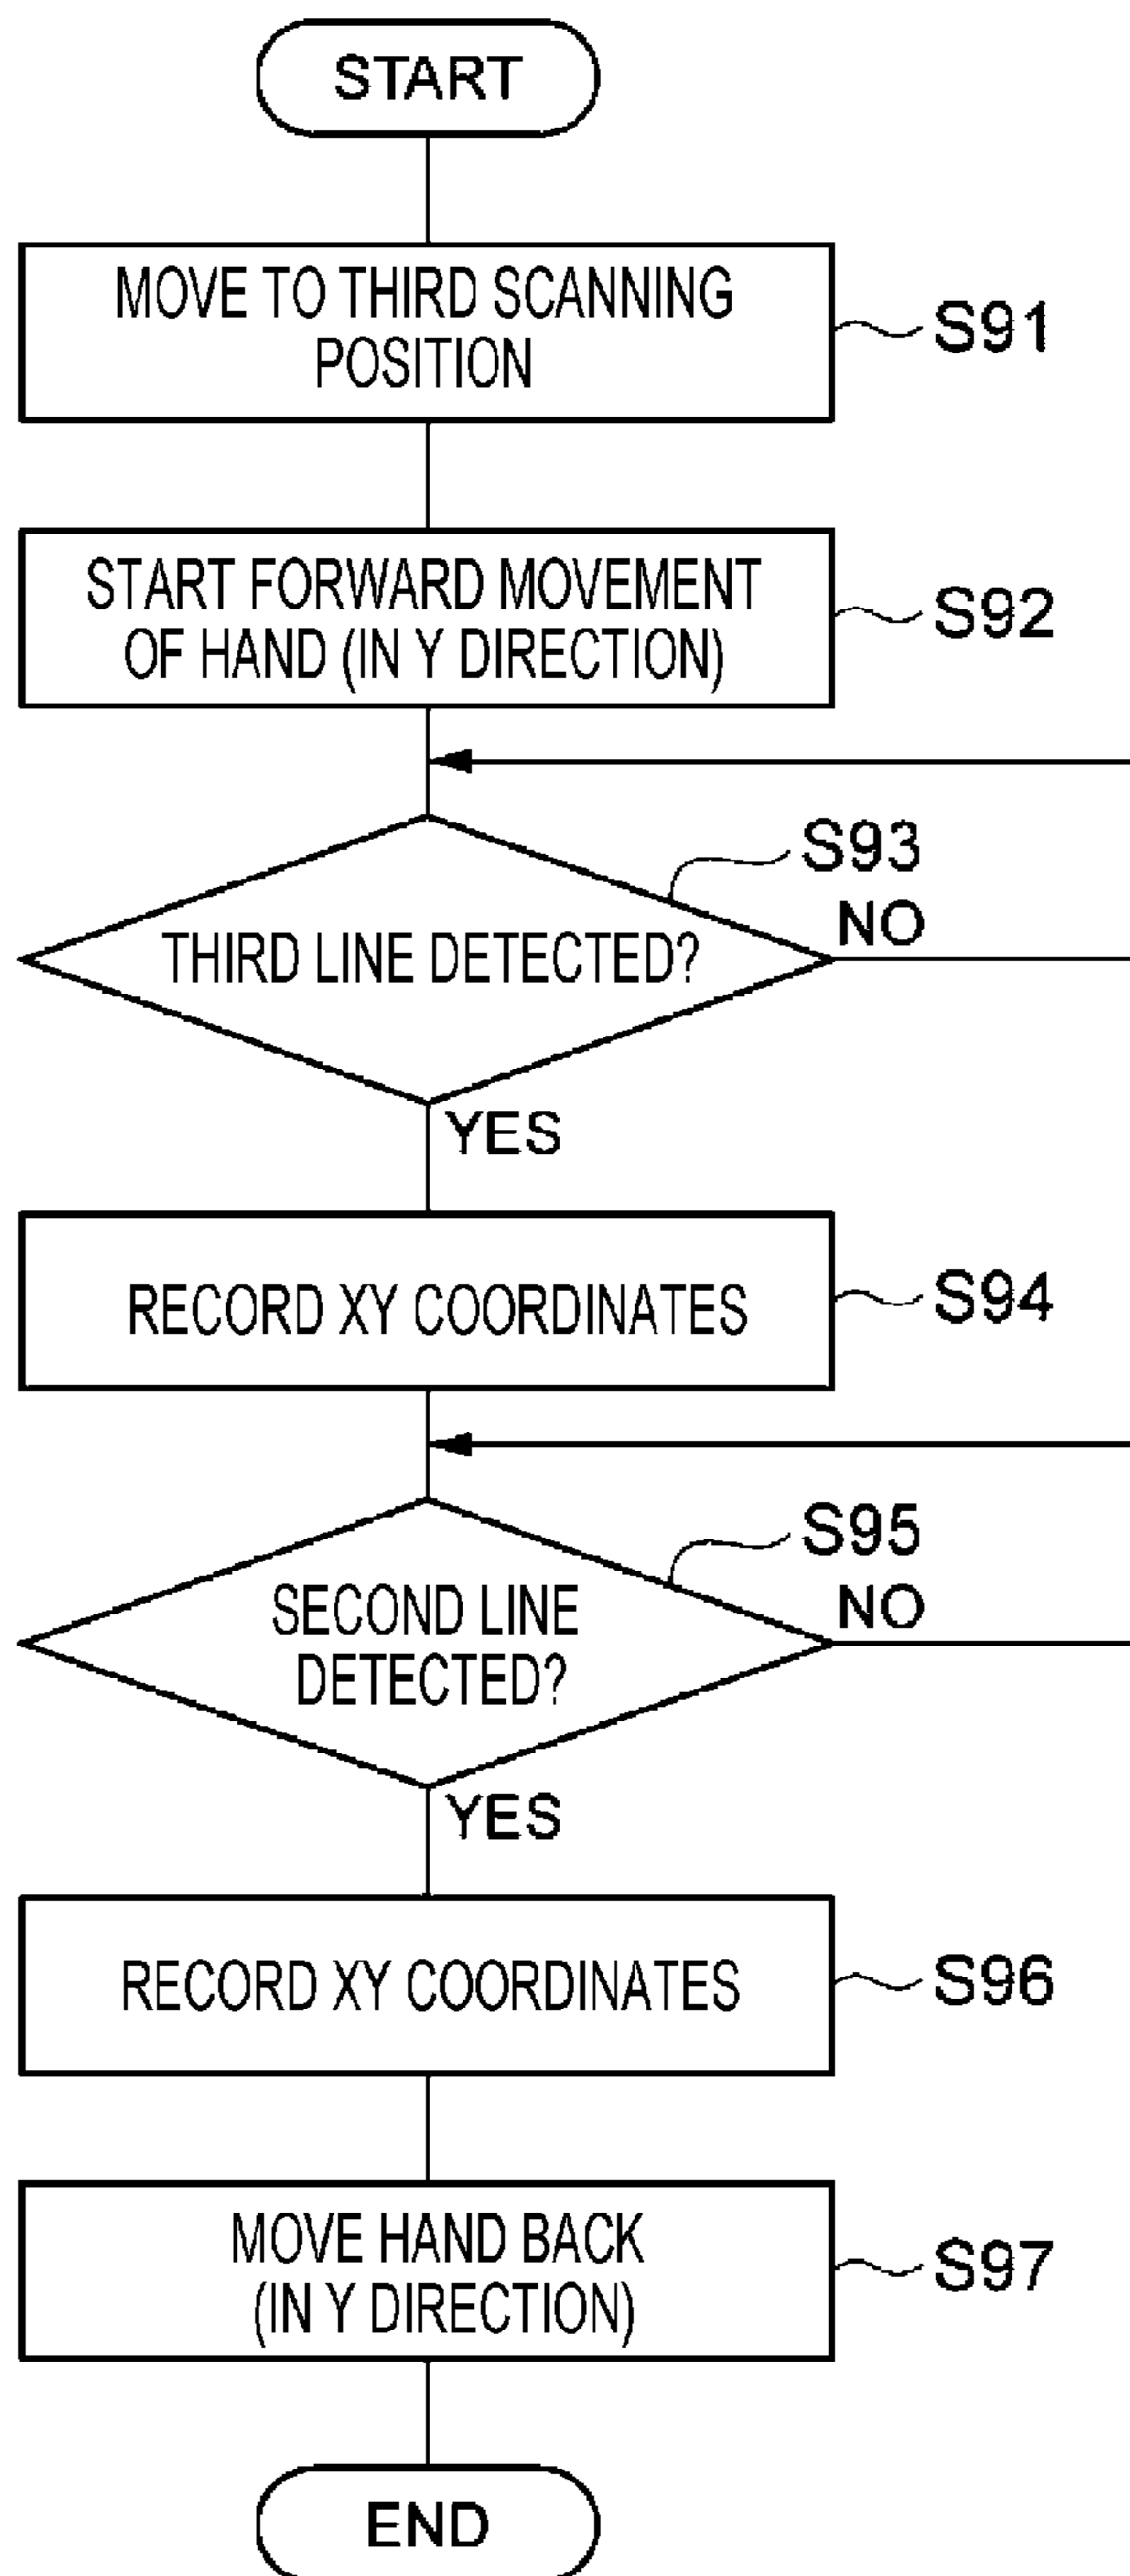 START
MOVE TO THIRD SCANNING
POSITION
S91
START FORWARD MOVEMENT
OF HAND (IN Y DIRECTION)
S92
S93
THIRD LINE DETECTED?
NO
YES
RECORD XY COORDINATES
S94
S95
SECOND LINE
DETECTED?
NO
YES
RECORD XY COORDINATES
S96
MOVE HAND BACK
(IN Y DIRECTION)
S97
END